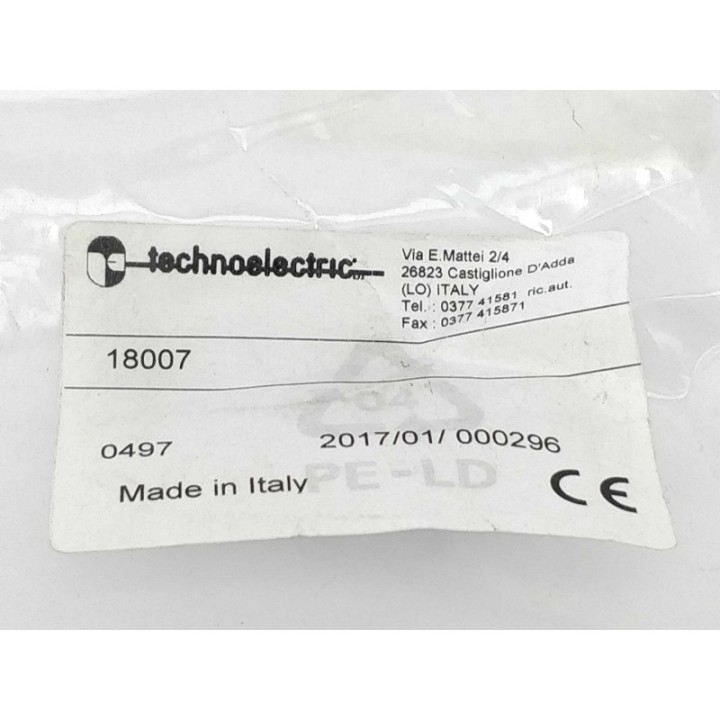 technoelectric
Via E.Mattei 2/4
26823 Castiglione D'Adda
(LO) ITALY
Tel. : 0377 41581 ric.aut.
Fax : 0377 415871
18007
04
0497 2017/01/ 000296
PE-LD
Made in Italy
CE